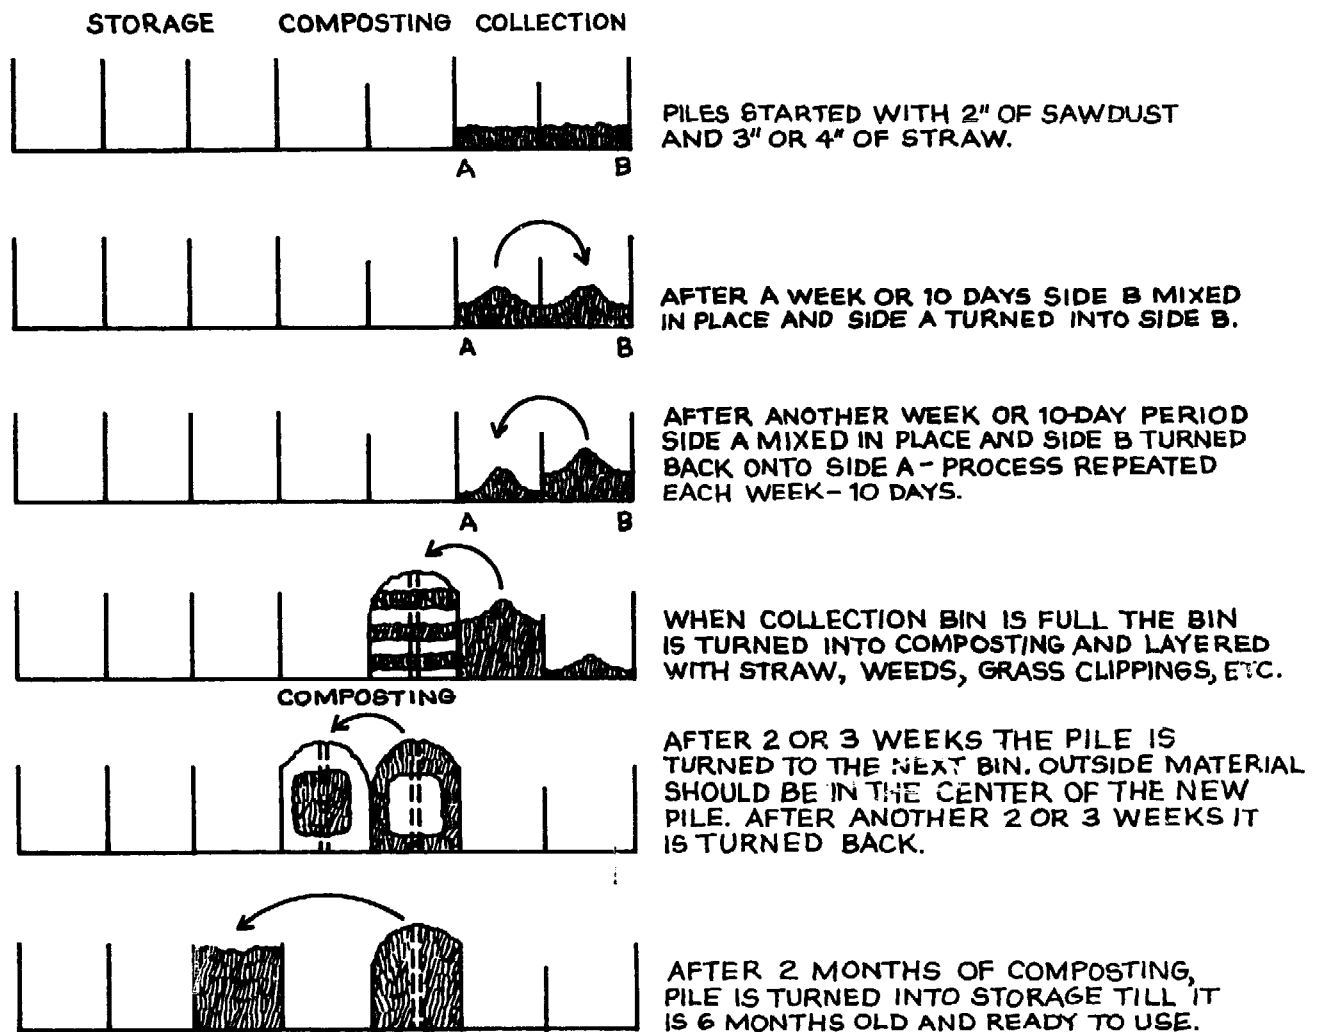 STORAGE COMPOSTING COLLECTION
PILES STARTED WITH 2" OF SAWDUST
AND 3" OR 4" OF STRAW.
A B
AFTER A WEEK OR 10 DAYS SIDE B MIXED
IN PLACE AND SIDE A TURNED INTO SIDE B.
A B
AFTER ANOTHER WEEK OR 10-DAY PERIOD
SIDE A MIXED IN PLACE AND SIDE B TURNED
BACK ONTO SIDE A - PROCESS REPEATED
EACH WEEK - 10 DAYS.
A B
WHEN COLLECTION BIN IS FULL THE BIN
IS TURNED INTO COMPOSTING AND LAYERED
WITH STRAW, WEEDS, GRASS CLIPPINGS, ETC.
COMPOSTING
AFTER 2 OR 3 WEEKS THE PILE IS
TURNED TO THE NEXT BIN. OUTSIDE MATERIAL
SHOULD BE IN THE CENTER OF THE NEW
PILE. AFTER ANOTHER 2 OR 3 WEEKS IT
IS TURNED BACK.
AFTER 2 MONTHS OF COMPOSTING,
PILE IS TURNED INTO STORAGE TILL IT
IS 6 MONTHS OLD AND READY TO USE.